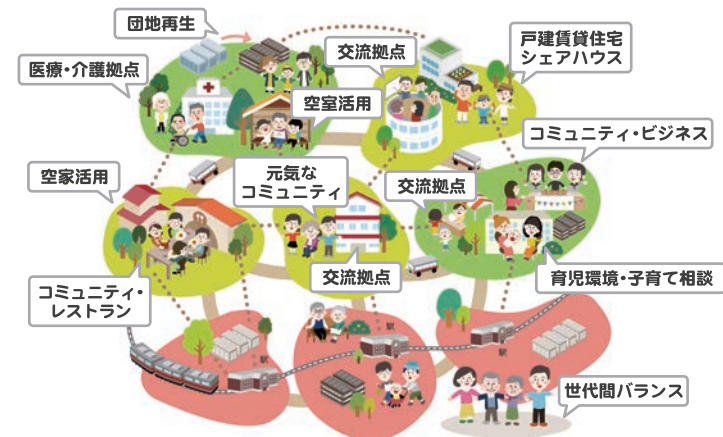 団地再生
交流拠点
戸建賃貸住宅
シェアハウス
医療・介護拠点
空室活用
コミュニティ・ビジネス
空家活用
元気な
コミュニティ
交流拠点
交流拠点
育児環境・子育て相談
コミュニティ・
レストラン
駅
駅
駅
世代間バランス